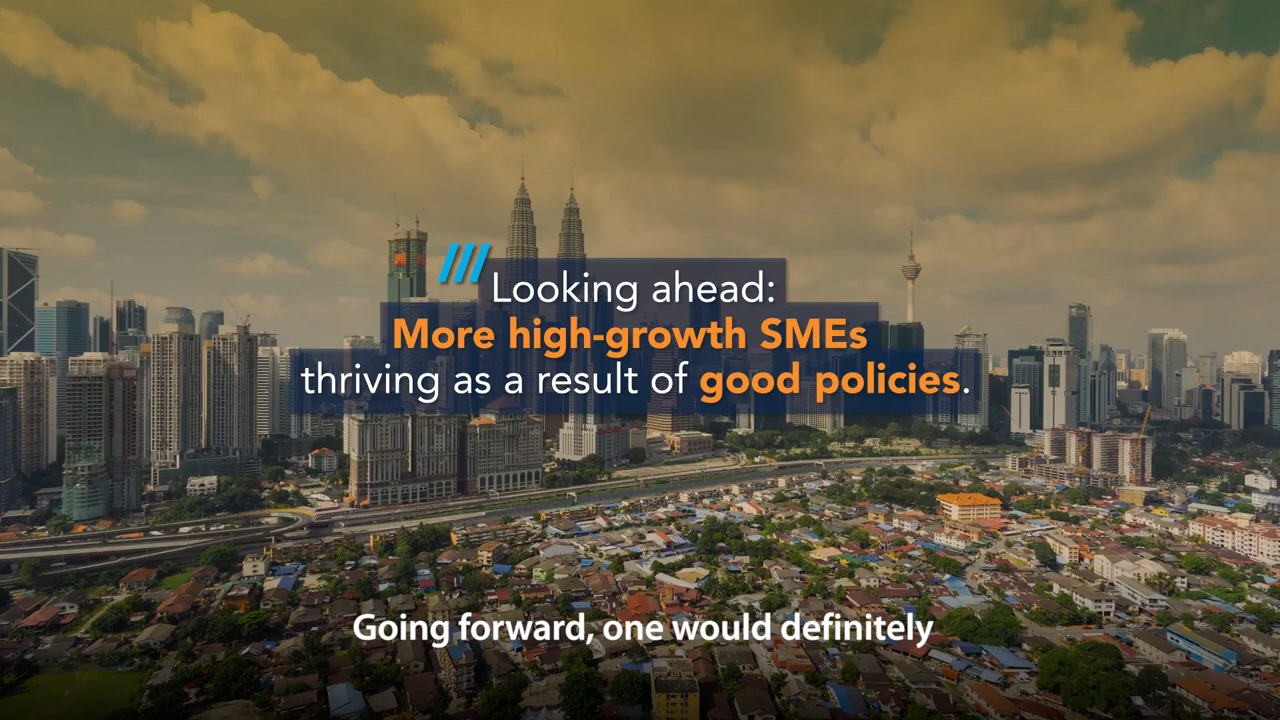 Looking ahead:
More high-growth SMEs
thriving as a result of good policies.
Going forward, one would definitely